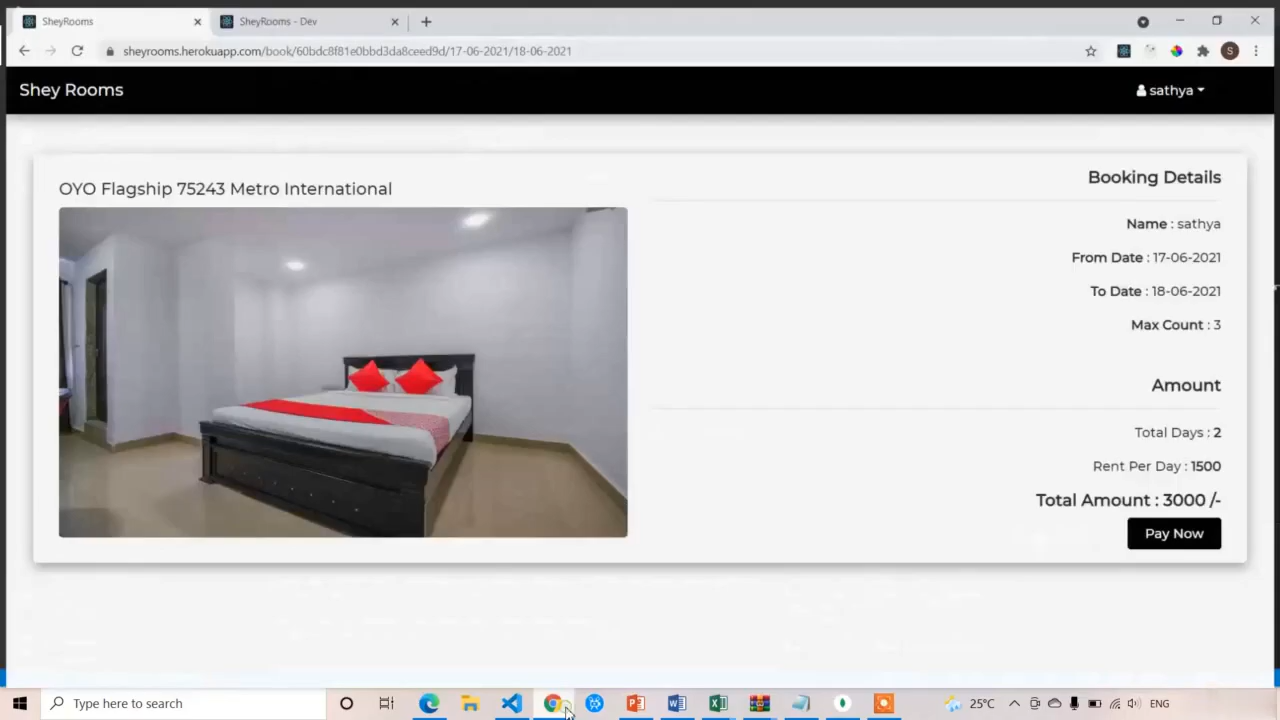 SheyRooms
SheyRooms - Dev
sheyrooms.herokuapp.com/book/60bdc8f81e0bbd3da8ceed9d/17-06-2021/18-06-2021
S
Shey Rooms
sathya
OYO Flagship 75243 Metro International
Booking Details
Name : sathya
From Date : 17-06-2021
To Date : 18-06-2021
Max Count : 3
Amount
Total Days : 2
Rent Per Day : 1500
Total Amount : 3000 /-
Pay Now
Type here to search
25°C
ENG